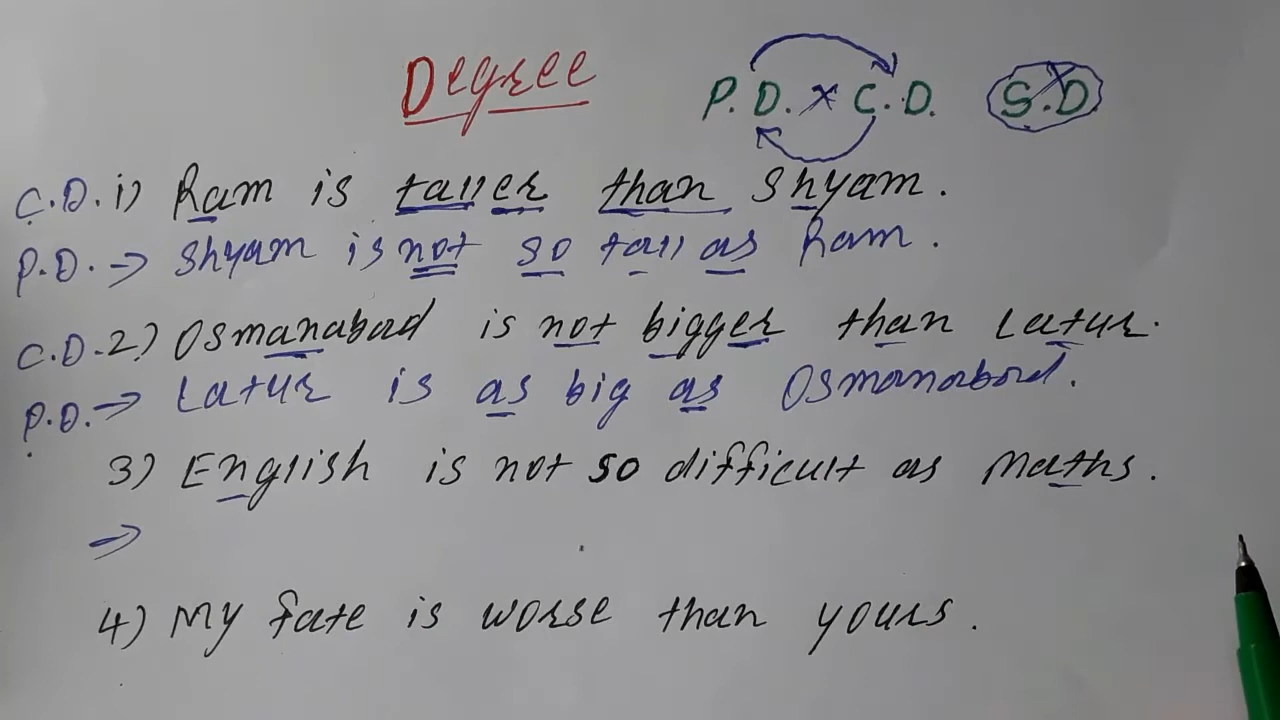 Degree
P.D. × C.D. S.D.
C.D. 1) Ram is taller than Shyam.
P.D. → Shyam is not so tall as Ram.
C.D. 2) Osmanabad is not bigger than Latur.
P.D. → Latur is as big as Osmanabad.
3) English is not so difficult as Maths.
→
4) My fate is worse than yours.